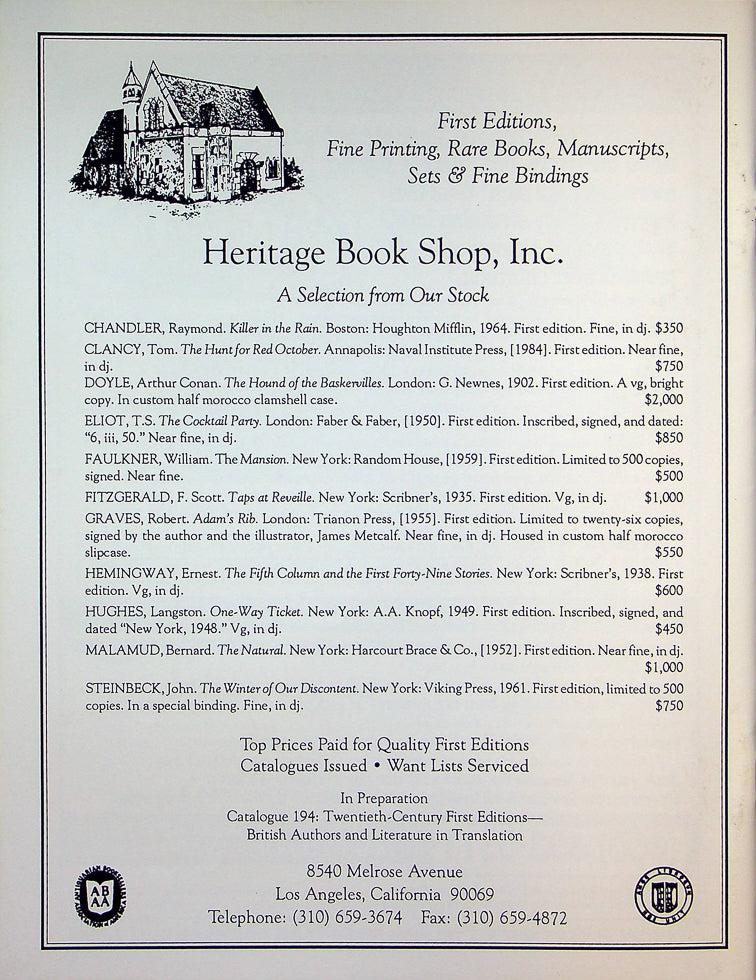 First Editions,
Fine Printing, Rare Books, Manuscripts,
Sets & Fine Bindings
Heritage Book Shop, Inc.
A Selection from Our Stock
CHANDLER, Raymond. Killer in the Rain. Boston: Houghton Mifflin, 1964. First edition. Fine, in dj. $350
CLANCY, Tom. The Hunt for Red October. Annapolis: Naval Institute Press, [1984]. First edition. Near fine,
in dj. $750
DOYLE, Arthur Conan. The Hound of the Baskervilles. London: G. Newnes, 1902. First edition. A vg, bright
copy. In custom half morocco clamshell case. $2,000
ELIOT, T.S. The Cocktail Party. London: Faber & Faber, [1950]. First edition. Inscribed, signed, and dated:
“6, iii, 50.” Near fine, in dj. $850
FAULKNER, William. The Mansion. New York: Random House, [1959]. First edition. Limited to 500 copies,
signed. Near fine. $500
FITZGERALD, F. Scott. Taps at Reveille. New York: Scribner's, 1935. First edition. Vg, in dj. $1,000
GRAVES, Robert. Adam's Rib. London: Trianon Press, [1955]. First edition. Limited to twenty-six copies,
signed by the author and the illustrator, James Metcalf. Near fine, in dj. Housed in custom half morocco
slipcase. $550
HEMINGWAY, Ernest. The Fifth Column and the First Forty-Nine Stories. New York: Scribner's, 1938. First
edition. Vg, in dj. $600
HUGHES, Langston. One-Way Ticket. New York: A.A. Knopf, 1949. First edition. Inscribed, signed, and
dated “New York, 1948.” Vg, in dj. $450
MALAMUD, Bernard. The Natural. New York: Harcourt Brace & Co., [1952]. First edition. Near fine, in dj.
$1,000
STEINBECK, John. The Winter of Our Discontent. New York: Viking Press, 1961. First edition, limited to 500
copies. In a special binding. Fine, in dj. $750
Top Prices Paid for Quality First Editions
Catalogues Issued • Want Lists Serviced
In Preparation
Catalogue 194: Twentieth-Century First Editions—
British Authors and Literature in Translation
8540 Melrose Avenue
Los Angeles, California 90069
Telephone: (310) 659-3674 Fax: (310) 659-4872
AB
AA